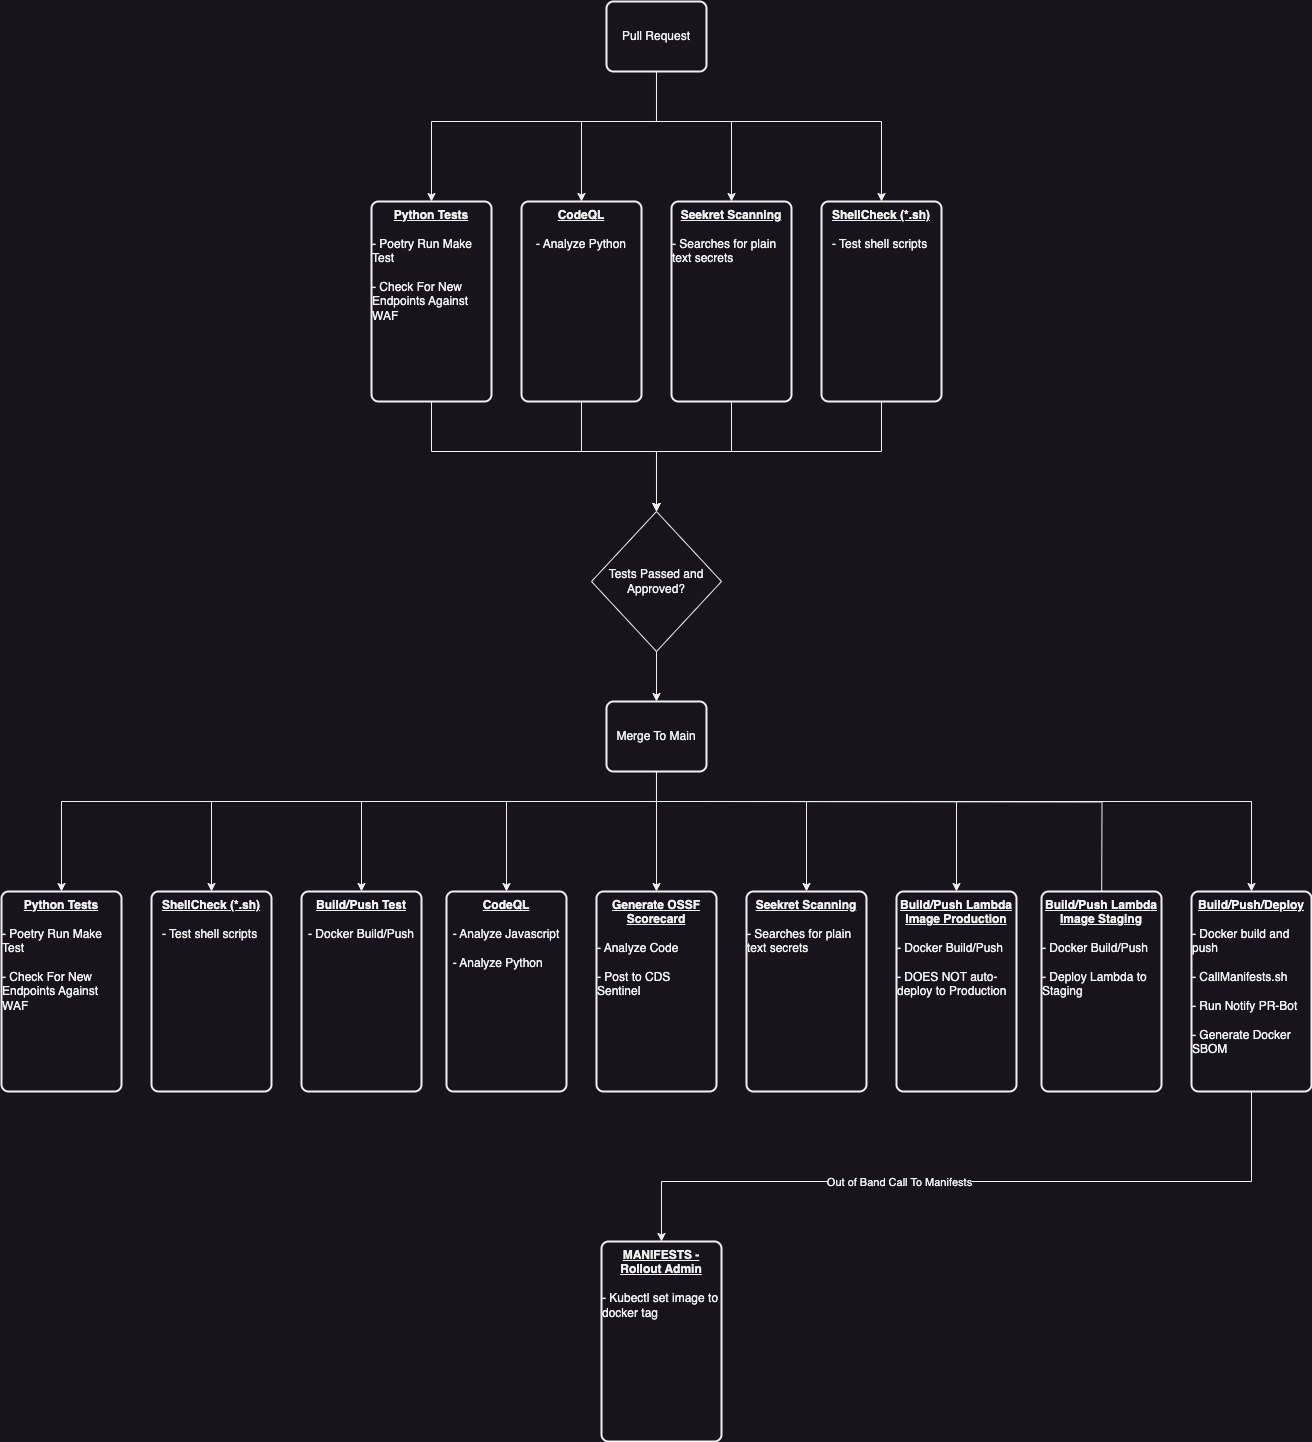 Pull Request
Python Tests
- Poetry Run Make
Test
- Check For New
Endpoints Against
WAF
CodeQL
- Analyze Python
Seekret Scanning
- Searches for plain
text secrets
ShellCheck (*.sh)
- Test shell scripts
Tests Passed and
Approved?
Merge To Main
Python Tests
- Poetry Run Make
Test
- Check For New
Endpoints Against
WAF
ShellCheck (*.sh)
- Test shell scripts
Build/Push Test
- Docker Build/Push
CodeQL
- Analyze Javascript
- Analyze Python
Generate OSSF
Scorecard
- Analyze Code
- Post to CDS
Sentinel
Seekret Scanning
- Searches for plain
text secrets
Build/Push Lambda
Image Production
- Docker Build/Push
- DOES NOT auto-
deploy to Production
Build/Push Lambda
Image Staging
- Docker Build/Push
- Deploy Lambda to
Staging
Build/Push/Deploy
- Docker build and
push
- CallManifests.sh
- Run Notify PR-Bot
- Generate Docker
SBOM
Out of Band Call To Manifests
MANIFESTS -
Rollout Admin
- Kubectl set image to
docker tag